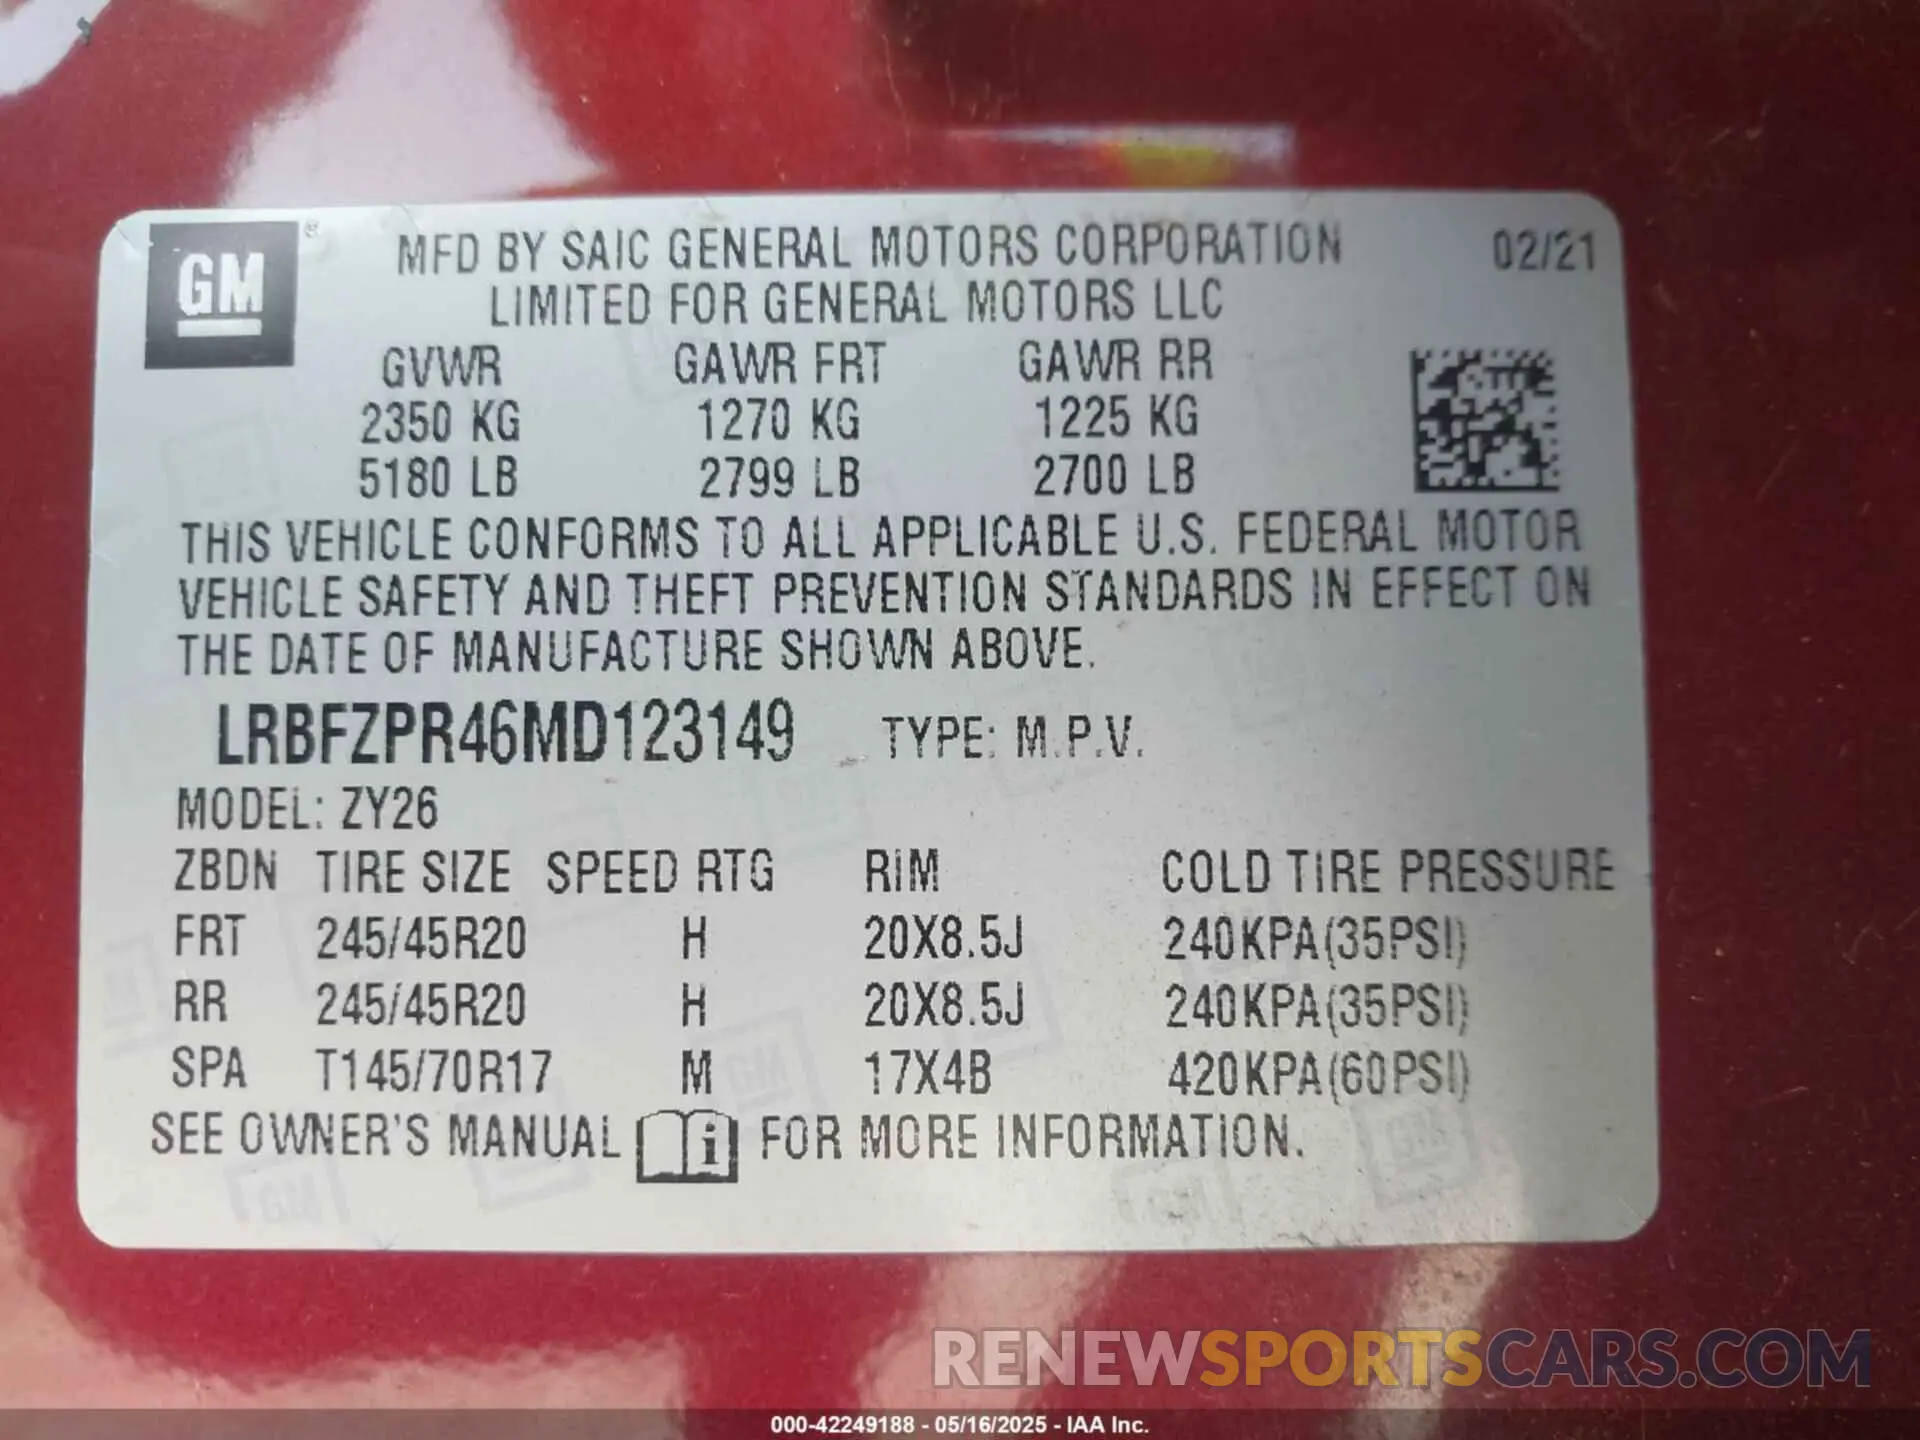 GM ® MFD BY SAIC GENERAL MOTORS CORPORATION 02/21
LIMITED FOR GENERAL MOTORS LLC
GVWR GAWR FRT GAWR RR
2350 KG 1270 KG 1225 KG
5180 LB 2799 LB 2700 LB
THIS VEHICLE CONFORMS TO ALL APPLICABLE U.S. FEDERAL MOTOR
VEHICLE SAFETY AND THEFT PREVENTION STANDARDS IN EFFECT ON
THE DATE OF MANUFACTURE SHOWN ABOVE.
LRBFZPR46MD123149 TYPE: M.P.V.
MODEL: ZY26
ZBDN TIRE SIZE SPEED RTG RIM COLD TIRE PRESSURE
FRT 245/45R20 H 20X8.5J 240KPA(35PSI)
RR 245/45R20 H 20X8.5J 240KPA(35PSI)
SPA T145/70R17 M 17X4B 420KPA(60PSI)
SEE OWNER'S MANUAL i FOR MORE INFORMATION.
RENEWSPORTSCARS.COM
000-42249188 - 05/16/2025 - IAA Inc.